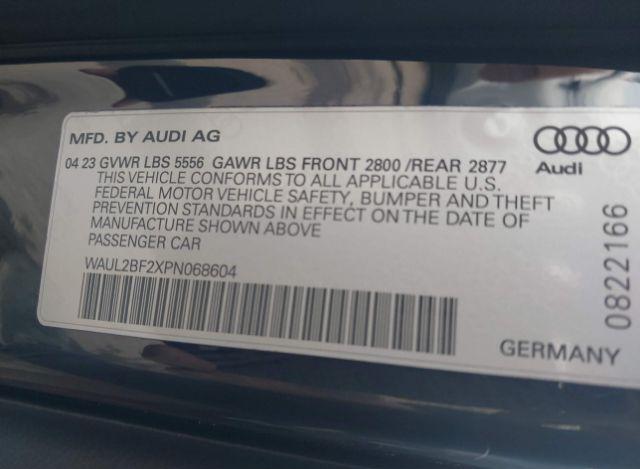 MFD. BY AUDI AG
04 23 GVWR LBS 5556 GAWR LBS FRONT 2800 /REAR 2877
THIS VEHICLE CONFORMS TO ALL APPLICABLE U.S.
FEDERAL MOTOR VEHICLE SAFETY, BUMPER AND THEFT
PREVENTION STANDARDS IN EFFECT ON THE DATE OF
MANUFACTURE SHOWN ABOVE
PASSENGER CAR
WAUL2BF2XPN068604
Audi
0822166
GERMANY